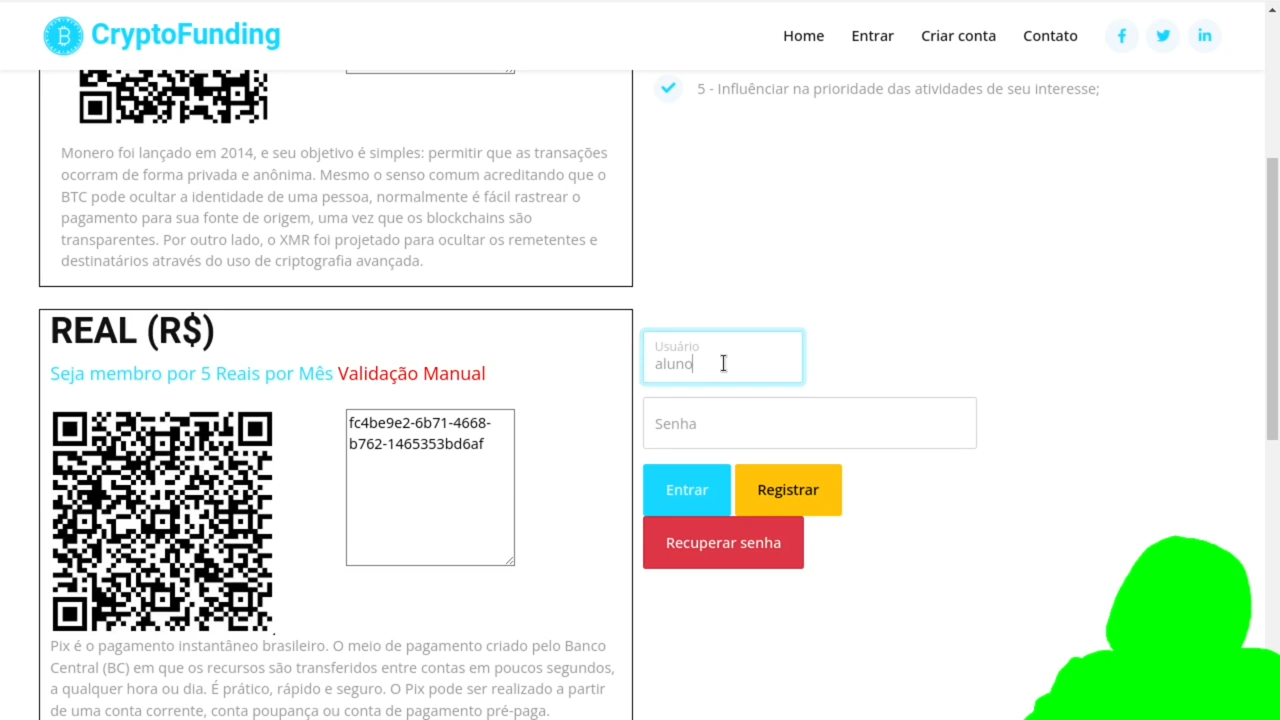 CryptoFunding
Home
Entrar
Criar conta
Contato
5 - Influênciar na prioridade das atividades de seu interesse;
Monero foi lançado em 2014, e seu objetivo é simples: permitir que as transações
ocorram de forma privada e anônima. Mesmo o senso comum acreditando que o
BTC pode ocultar a identidade de uma pessoa, normalmente é fácil rastrear o
pagamento para sua fonte de origem, uma vez que os blockchains são
transparentes. Por outro lado, o XMR foi projetado para ocultar os remetentes e
destinatários através do uso de criptografia avançada.
REAL (R$)
Seja membro por 5 Reais por Mês Validação Manual
fc4be9e2-6b71-4668-
b762-1465353bd6af
Pix é o pagamento instantâneo brasileiro. O meio de pagamento criado pelo Banco
Central (BC) em que os recursos são transferidos entre contas em poucos segundos,
a qualquer hora ou dia. É prático, rápido e seguro. O Pix pode ser realizado a partir
de uma conta corrente, conta poupança ou conta de pagamento pré-paga.
Usuário
aluno
Senha
Entrar
Registrar
Recuperar senha